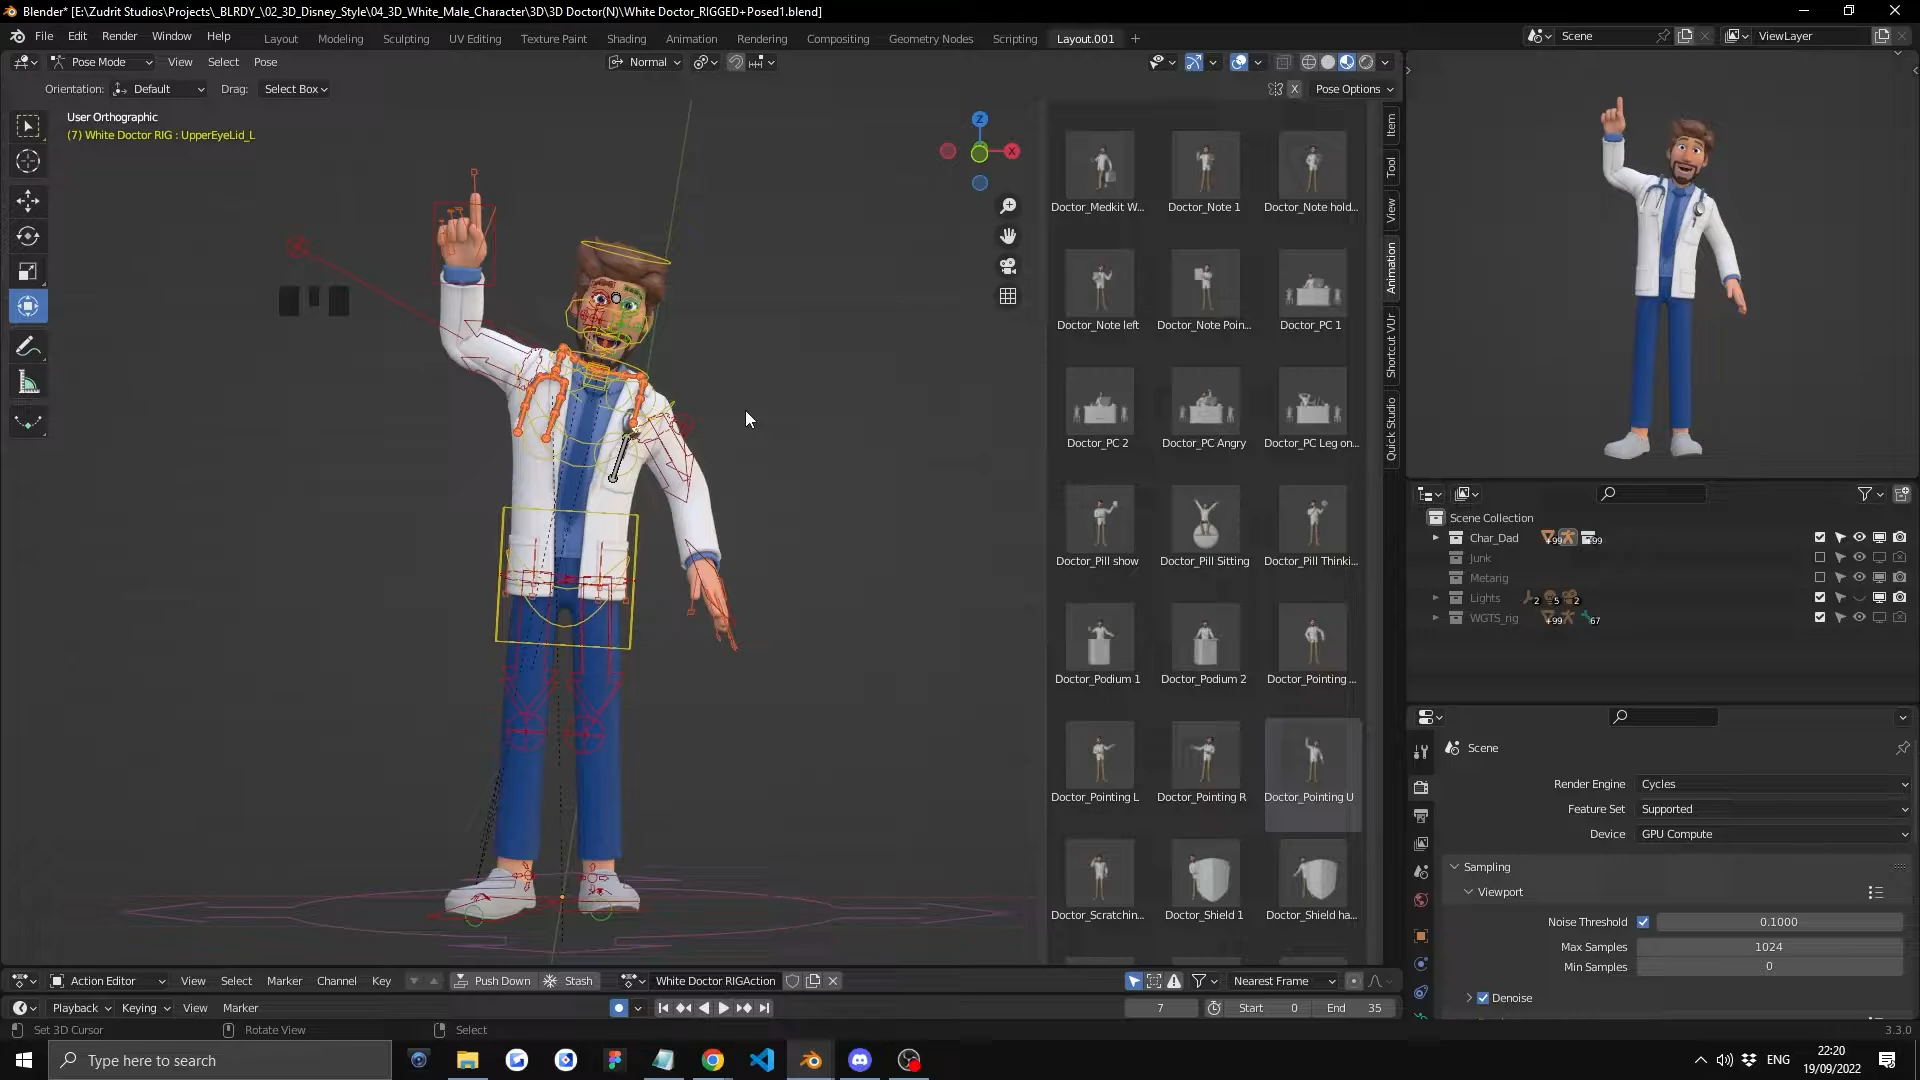 Blender* [E:\Zudrit Studios\Projects\_BLRDY_\02_3D_Disney_Style\04_3D_White_Male_Character\3D\3D Doctor(N)\White Doctor_RIGGED+Posed1.blend]
File Edit Render Window Help
Layout Modeling Sculpting UV Editing Texture Paint Shading Animation Rendering Compositing Geometry Nodes Scripting Layout.001 +
Scene
ViewLayer
Pose Mode View Select Pose
Normal
Orientation: Default Drag: Select Box
X Pose Options
User Orthographic
(7) White Doctor RIG : UpperEyeLid_L
Z
X
Doctor_Medkit W... Doctor_Note 1 Doctor_Note hold...
Doctor_Note left Doctor_Note Poin... Doctor_PC 1
Doctor_PC 2 Doctor_PC Angry Doctor_PC Leg on...
Doctor_Pill show Doctor_Pill Sitting Doctor_Pill Thinki...
Doctor_Podium 1 Doctor_Podium 2 Doctor_Pointing ...
Doctor_Pointing L Doctor_Pointing R Doctor_Pointing U
Doctor_Scratchin... Doctor_Shield 1 Doctor_Shield ha...
Item
Tool
View
Animation
Shortcut VUr
Quick Studio
Scene Collection
Char_Dad +99 99
Junk
Metarig
Lights 2 5 2
WGTS_rig +99 67
Scene
Render Engine Cycles
Feature Set Supported
Device GPU Compute
Sampling
Viewport
Noise Threshold 0.1000
Max Samples 1024
Min Samples 0
Denoise
Action Editor View Select Marker Channel Key Push Down Stash White Doctor RIGAction Nearest Frame
Playback Keying View Marker 7 Start 0 End 35
Set 3D Cursor Rotate View Select 3.3.0
Type here to search
ENG
22:20
19/09/2022